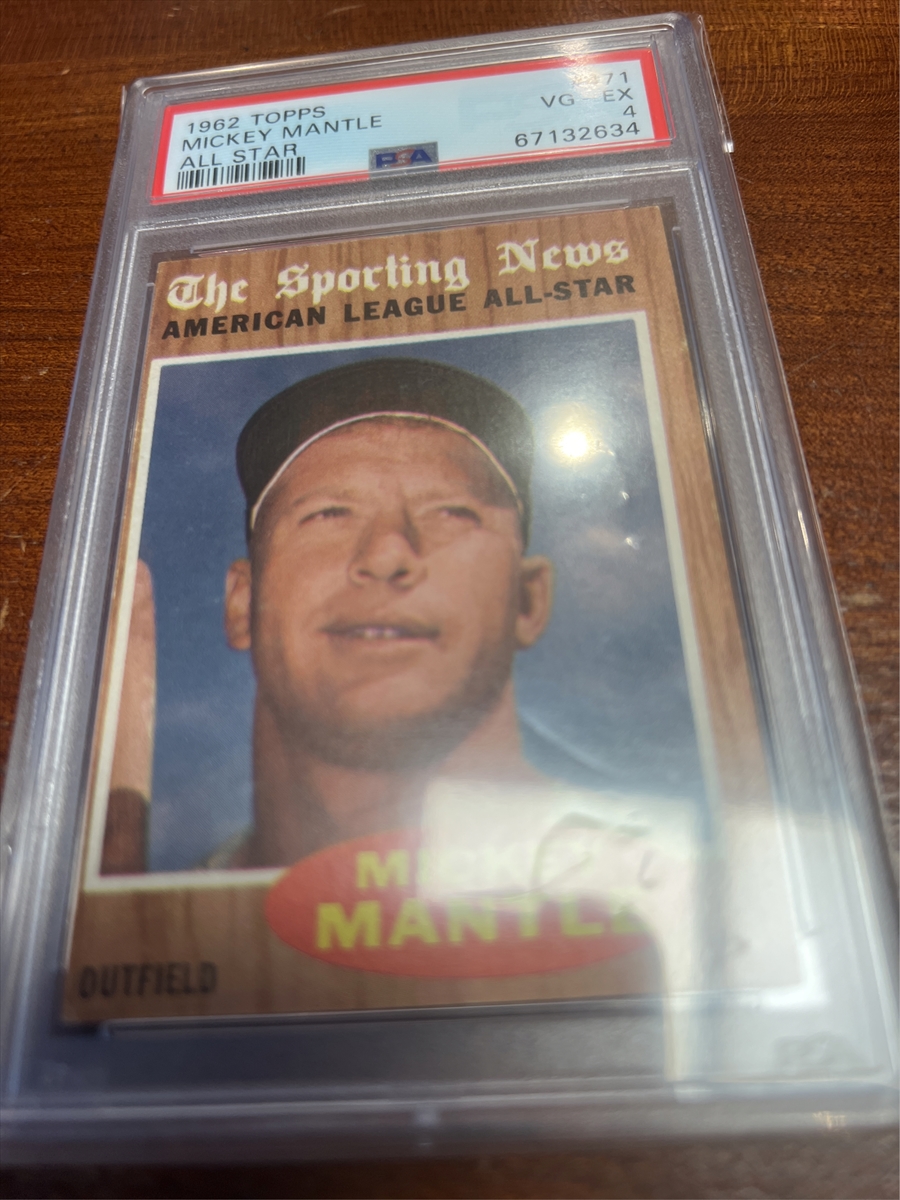 1962 TOPPS
MICKEY MANTLE
ALL STAR
VG - EX
4
67132634
PSA
The Sporting News
AMERICAN LEAGUE ALL-STAR
MICKEY
MANTLE
OUTFIELD